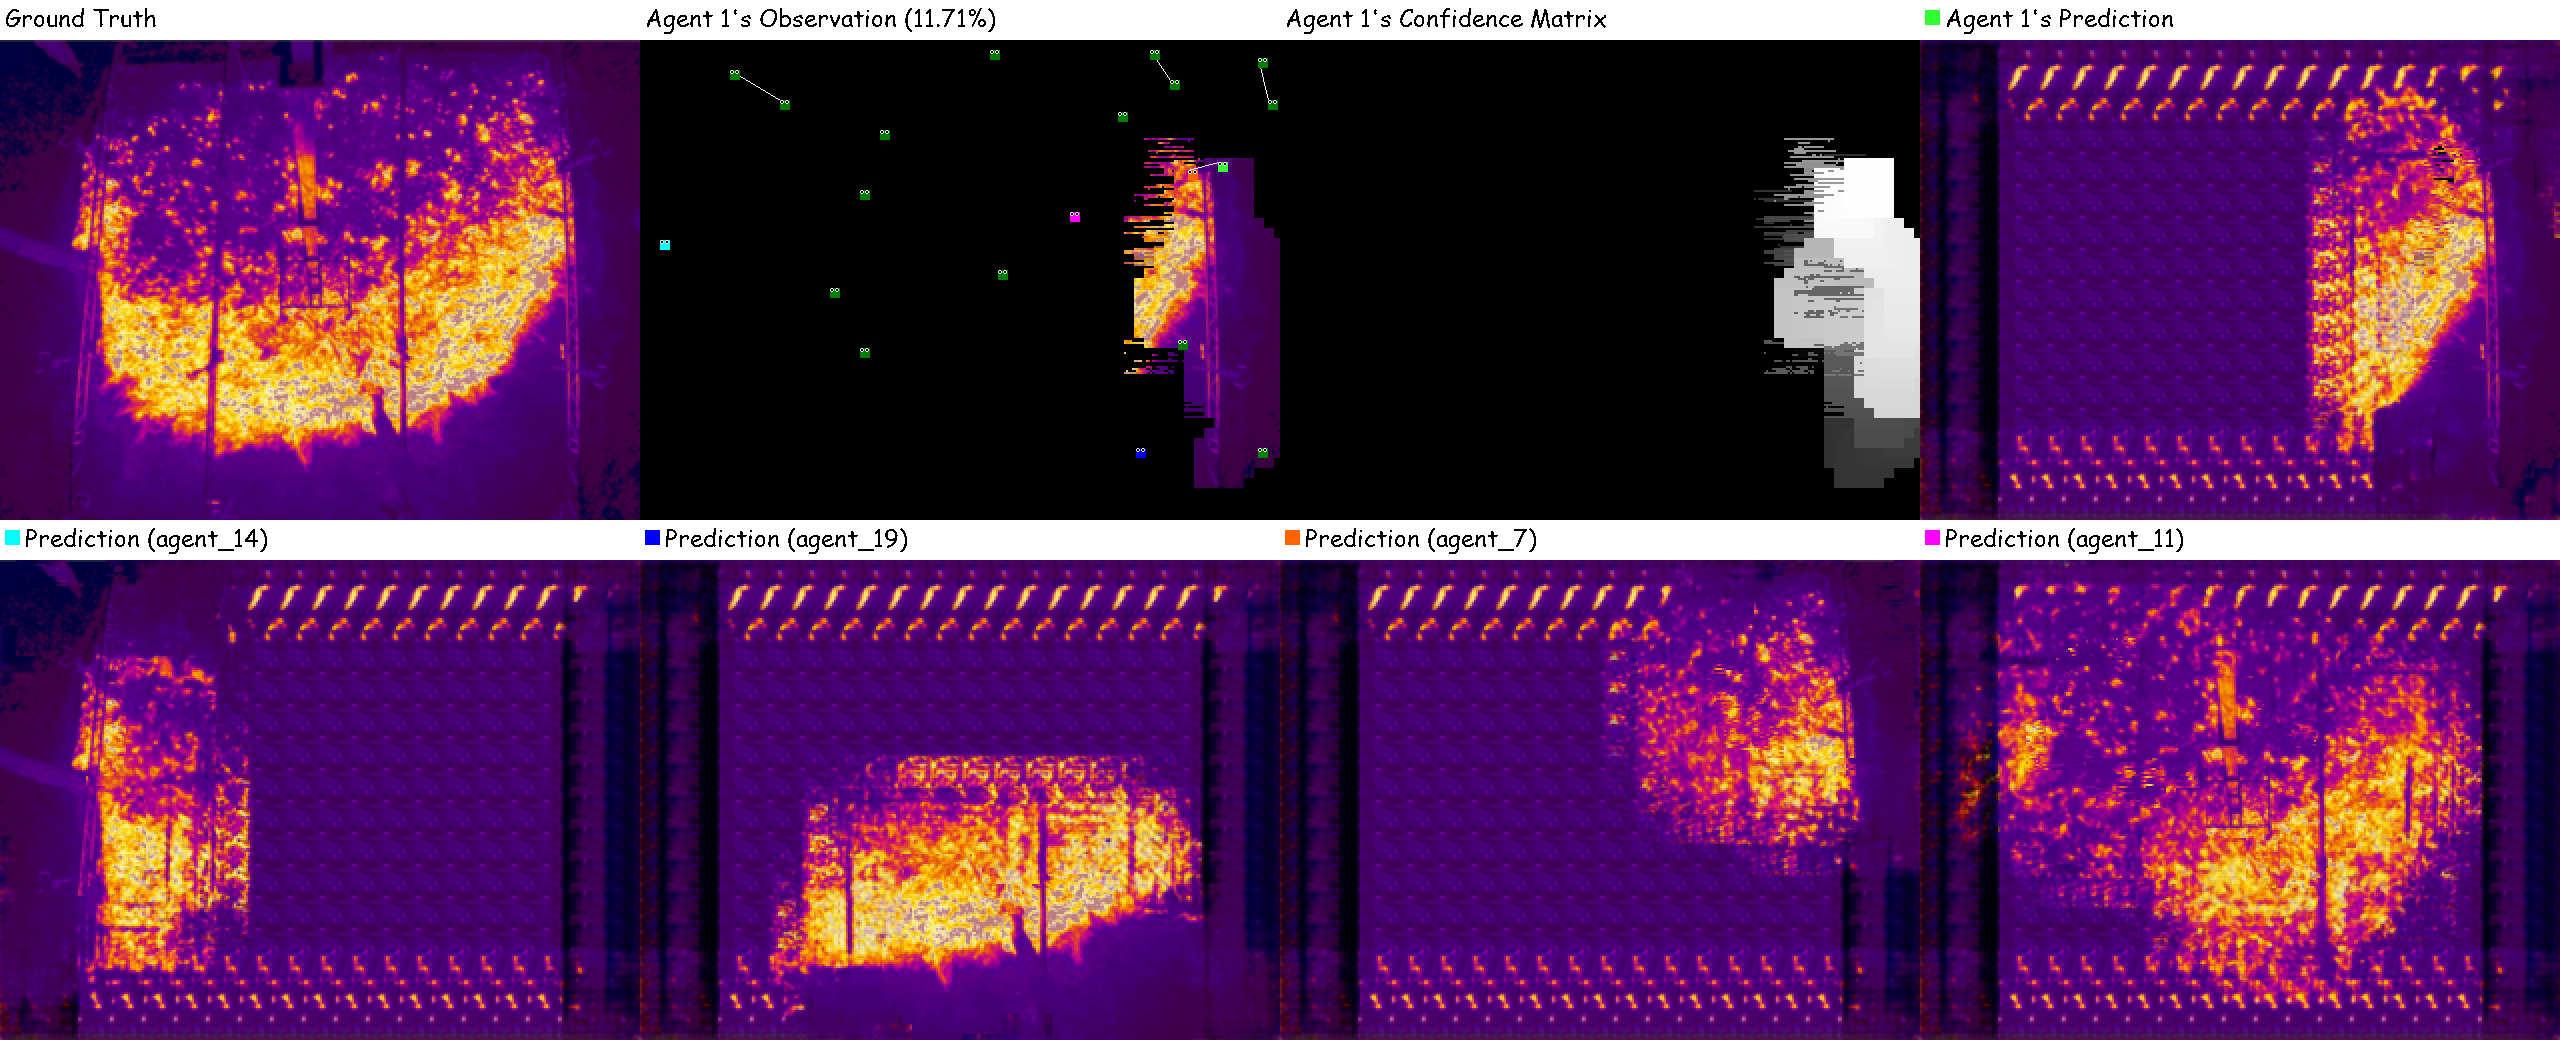 Ground Truth
Agent 1's Observation (11.71%)
Agent 1's Confidence Matrix
Agent 1's Prediction
Prediction (agent_14)
Prediction (agent_19)
Prediction (agent_7)
Prediction (agent_11)